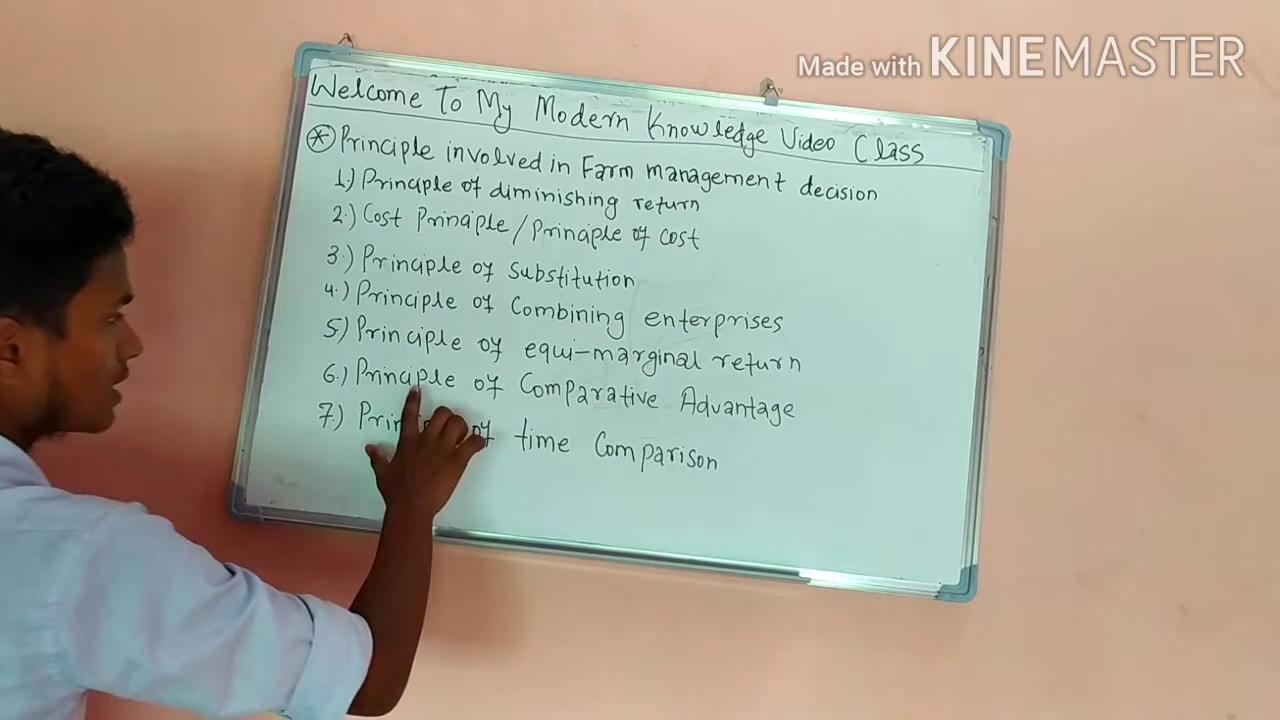 Made with KINEMASTER
Welcome To My Modern Knowledge Video Class
* Principle involved in Farm management decision
1.) Principle of diminishing return
2.) Cost Principle / Principle of cost
3.) Principle of Substitution
4.) Principle of Combining enterprises
5) Principle of equi-marginal return
6.) Principle of Comparative Advantage
7.) of time Comparison